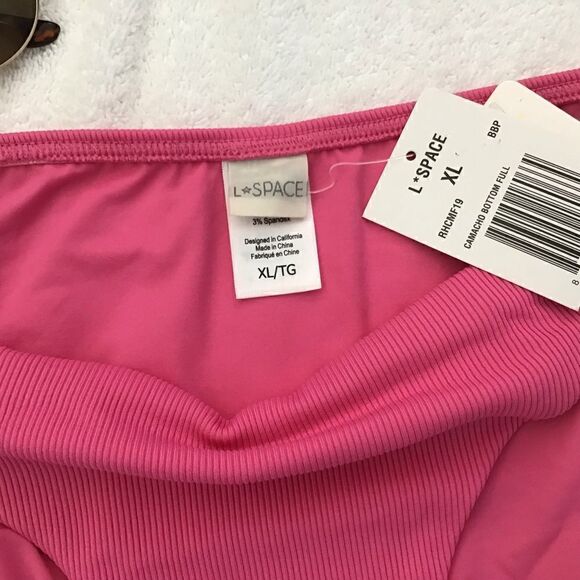 L*SPACE
3% Spandex
Designed in California
Made in China
Fabriqué en Chine
XL/TG
L*SPACE
XL
BBP
RHCMF19
CAMACHO BOTTOM FULL
8